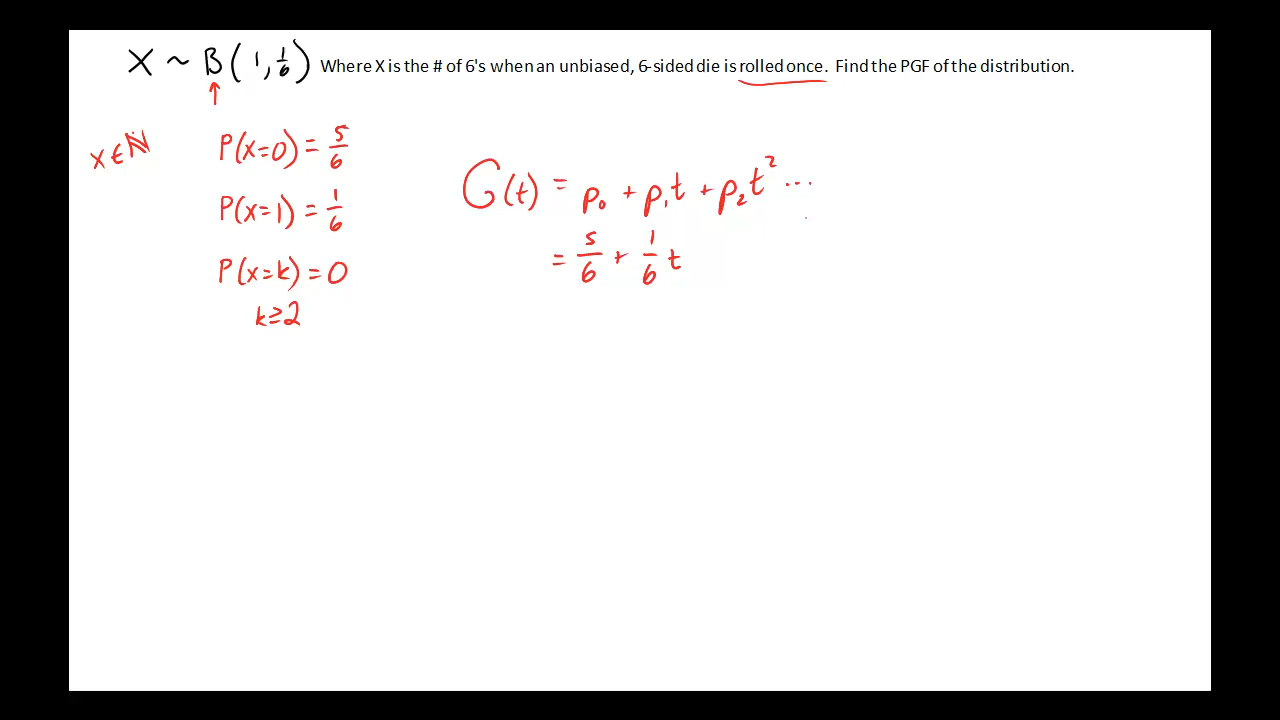 X ~ B(1, 1/6) Where X is the # of 6's when an unbiased, 6-sided die is rolled once. Find the PGF of the distribution.
x ∈ ℕ
P(X=0) = 5/6
P(X=1) = 1/6
P(X=k) = 0
k ≥ 2
G(t) = p₀ + p₁t + p₂t² ...
= 5/6 + 1/6 t